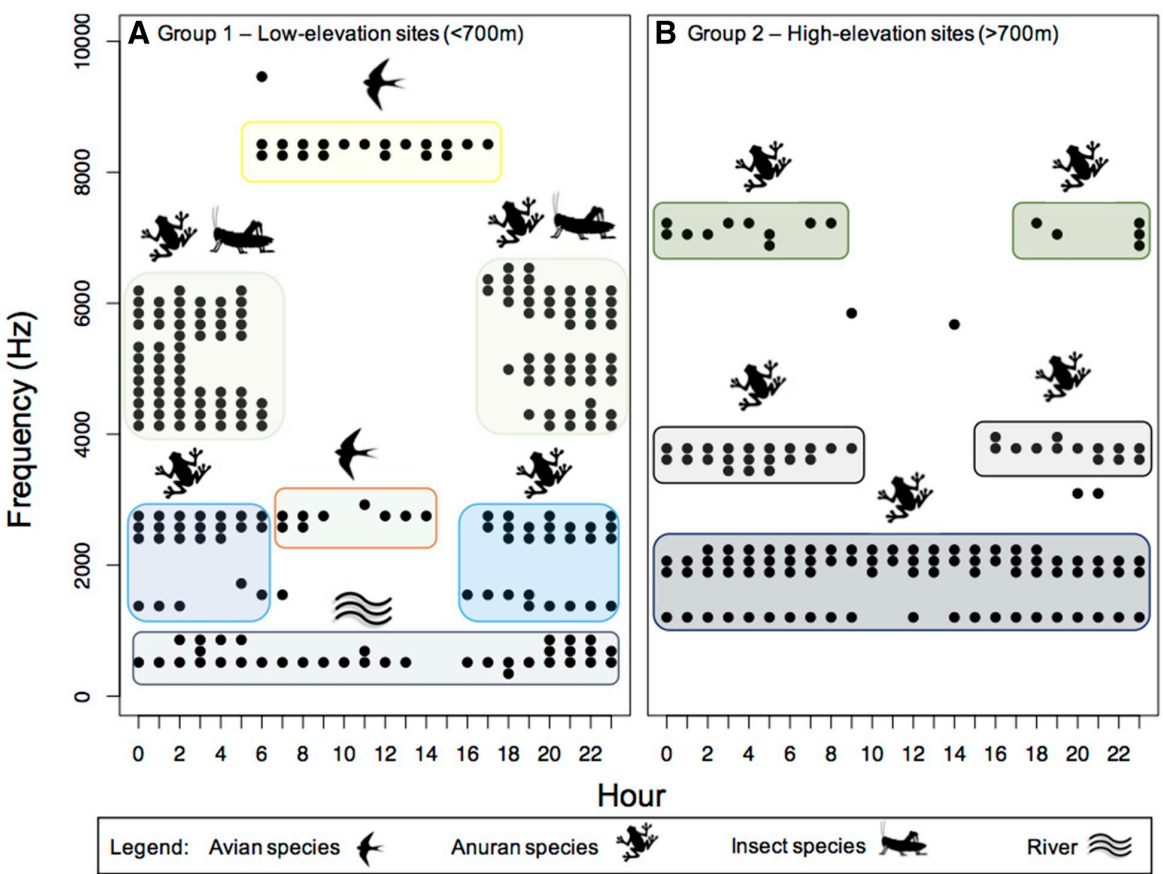 A Group 1 – Low-elevation sites (<700m)
B Group 2 – High-elevation sites (>700m)
Frequency (Hz)
10000
8000
6000
4000
2000
0
0 2 4 6 8 10 12 14 16 18 20 22
0 2 4 6 8 10 12 14 16 18 20 22
Hour
Legend: Avian species Anuran species Insect species River